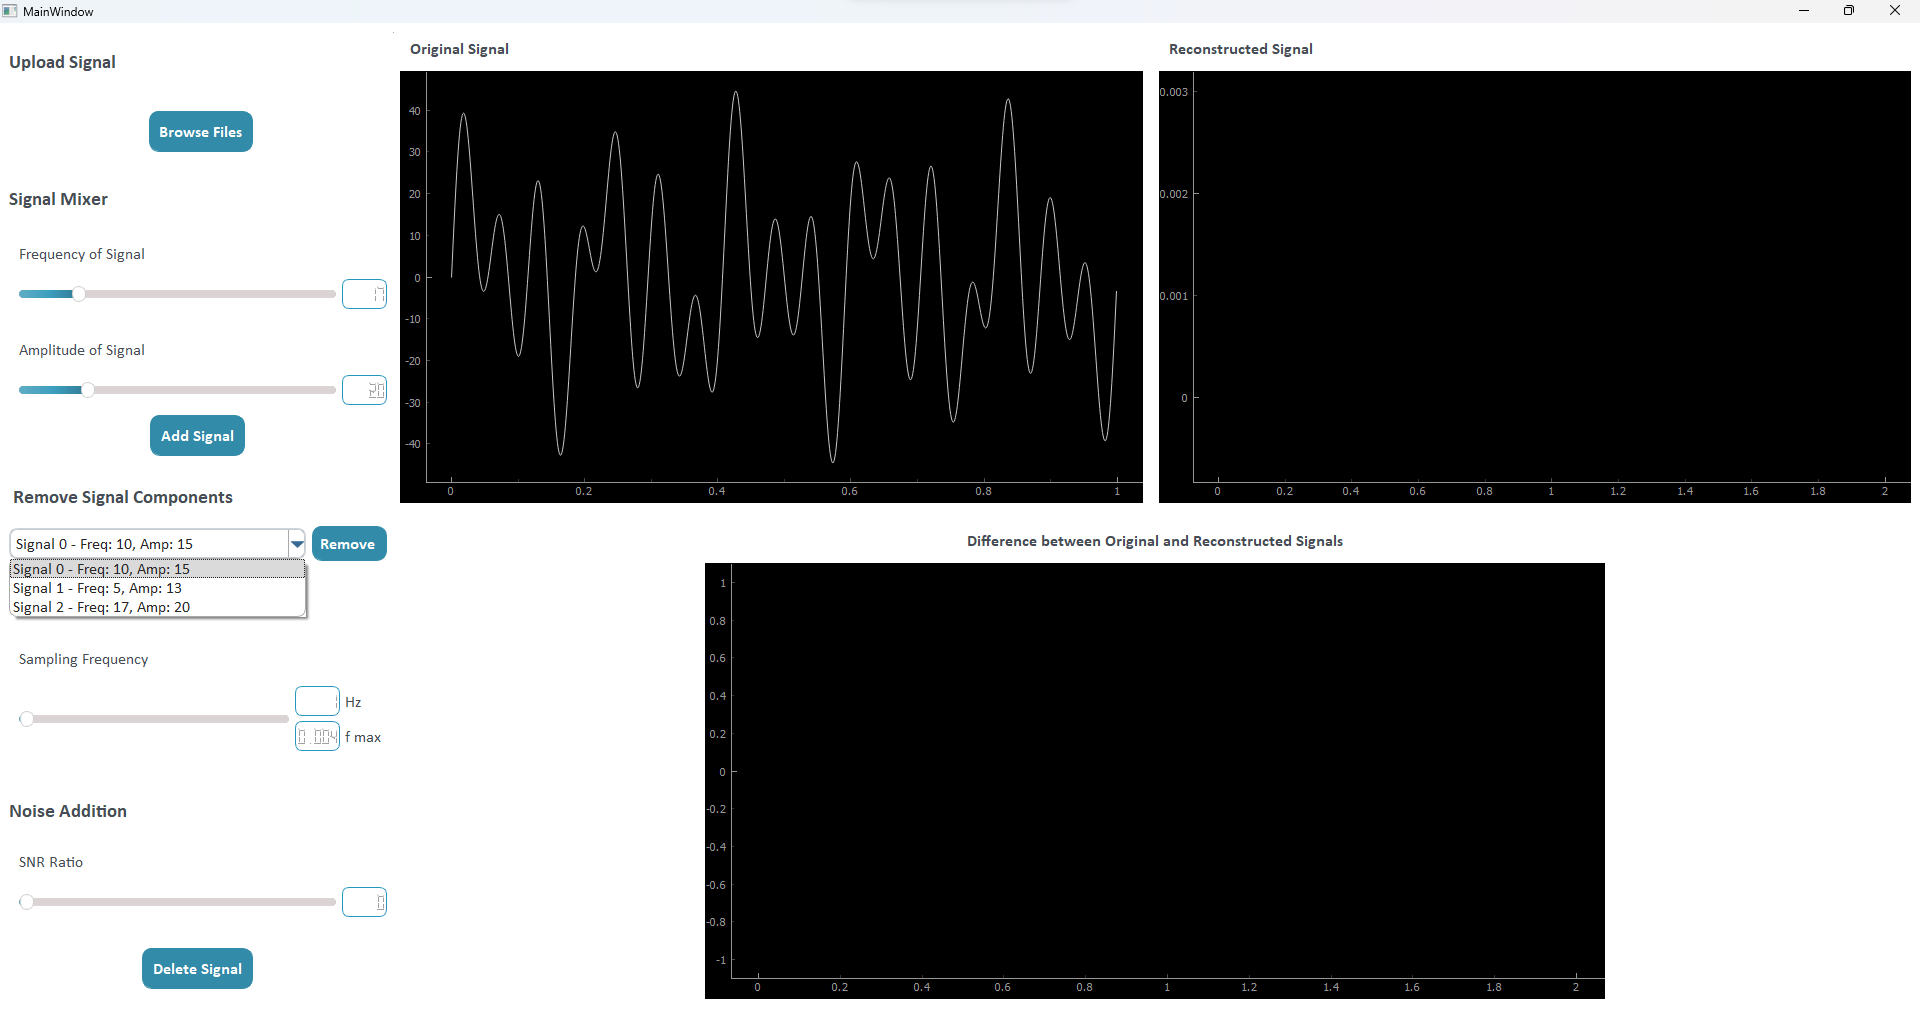 MainWindow
Upload Signal
Browse Files
Signal Mixer
Frequency of Signal
17
Amplitude of Signal
20
Add Signal
Remove Signal Components
Signal 0 - Freq: 10, Amp: 15
Remove
Signal 0 - Freq: 10, Amp: 15
Signal 1 - Freq: 5, Amp: 13
Signal 2 - Freq: 17, Amp: 20
Sampling Frequency
1 Hz
0.004 f max
Noise Addition
SNR Ratio
0
Delete Signal
Original Signal
40
30
20
10
0
-10
-20
-30
-40
0 0.2 0.4 0.6 0.8 1
Reconstructed Signal
0.003
0.002
0.001
0
0 0.2 0.4 0.6 0.8 1 1.2 1.4 1.6 1.8 2
Difference between Original and Reconstructed Signals
1
0.8
0.6
0.4
0.2
0
-0.2
-0.4
-0.6
-0.8
-1
0 0.2 0.4 0.6 0.8 1 1.2 1.4 1.6 1.8 2